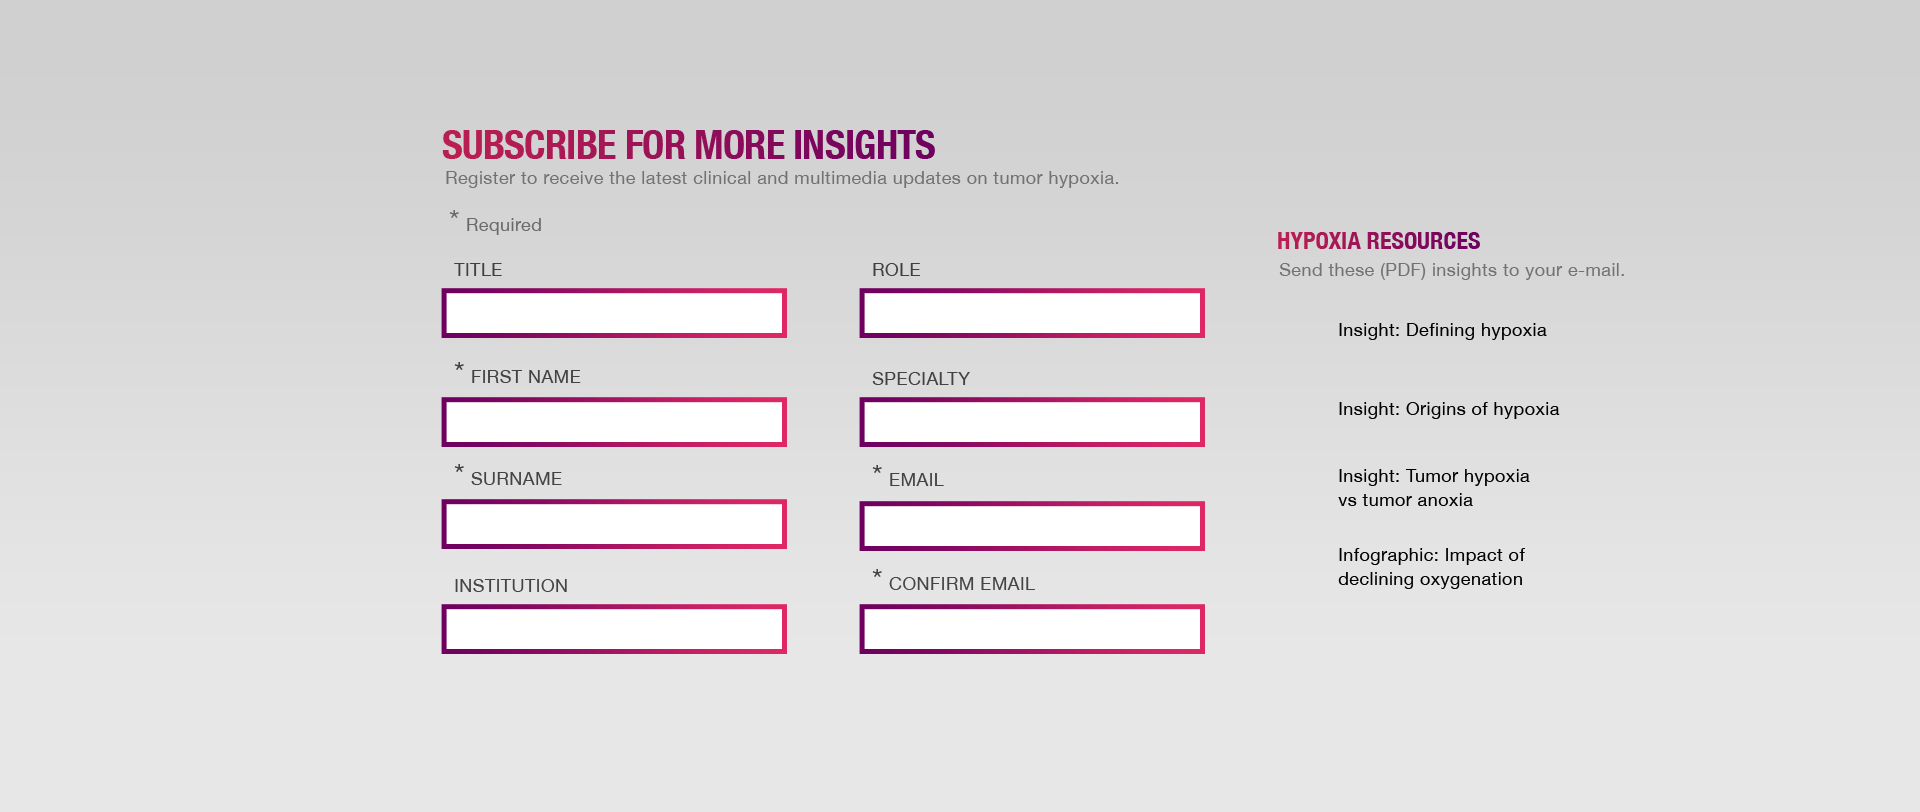 SUBSCRIBE FOR MORE INSIGHTS
Register to receive the latest clinical and multimedia updates on tumor hypoxia.
* Required
TITLE
* FIRST NAME
* SURNAME
INSTITUTION
ROLE
SPECIALTY
* EMAIL
* CONFIRM EMAIL
HYPOXIA RESOURCES
Send these (PDF) insights to your e-mail.
Insight: Defining hypoxia
Insight: Origins of hypoxia
Insight: Tumor hypoxia
vs tumor anoxia
Infographic: Impact of
declining oxygenation